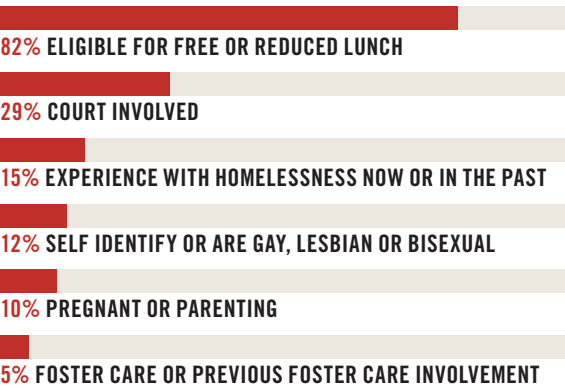 82% ELIGIBLE FOR FREE OR REDUCED LUNCH
29% COURT INVOLVED
15% EXPERIENCE WITH HOMELESSNESS NOW OR IN THE PAST
12% SELF IDENTIFY OR ARE GAY, LESBIAN OR BISEXUAL
10% PREGNANT OR PARENTING
5% FOSTER CARE OR PREVIOUS FOSTER CARE INVOLVEMENT